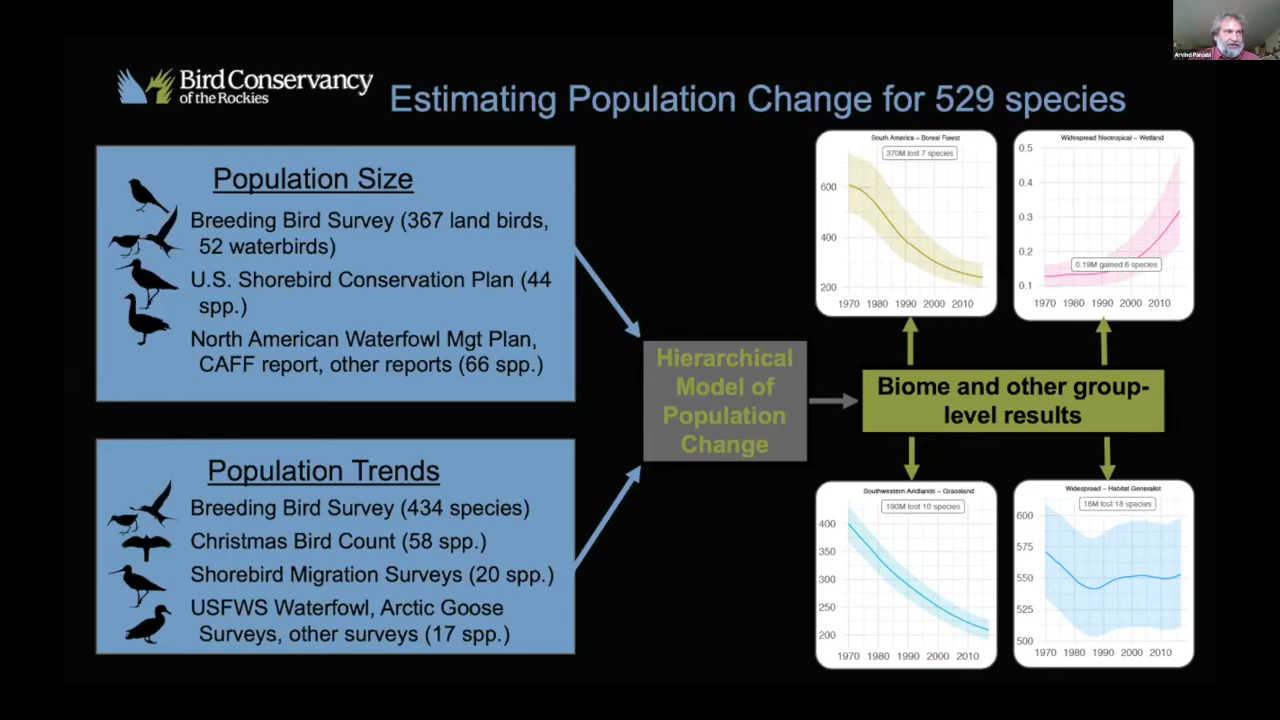 Arvind Panjabi
Bird Conservancy
of the Rockies
Estimating Population Change for 529 species
Population Size
Breeding Bird Survey (367 land birds,
52 waterbirds)
U.S. Shorebird Conservation Plan (44
spp.)
North American Waterfowl Mgt Plan,
CAFF report, other reports (66 spp.)
Population Trends
Breeding Bird Survey (434 species)
Christmas Bird Count (58 spp.)
Shorebird Migration Surveys (20 spp.)
USFWS Waterfowl, Arctic Goose
Surveys, other surveys (17 spp.)
Hierarchical
Model of
Population
Change
Biome and other group-
level results
South America – Boreal Forest
370M lost 7 species
600
400
200
1970 1980 1990 2000 2010
Widespread Neotropical – Wetland
0.19M gained 6 species
0.5
0.4
0.3
0.2
0.1
1970 1980 1990 2000 2010
Southwestern Aridlands – Grassland
190M lost 10 species
400
350
300
250
200
1970 1980 1990 2000 2010
Widespread – Habitat Generalist
18M lost 18 species
600
575
550
525
500
1970 1980 1990 2000 2010